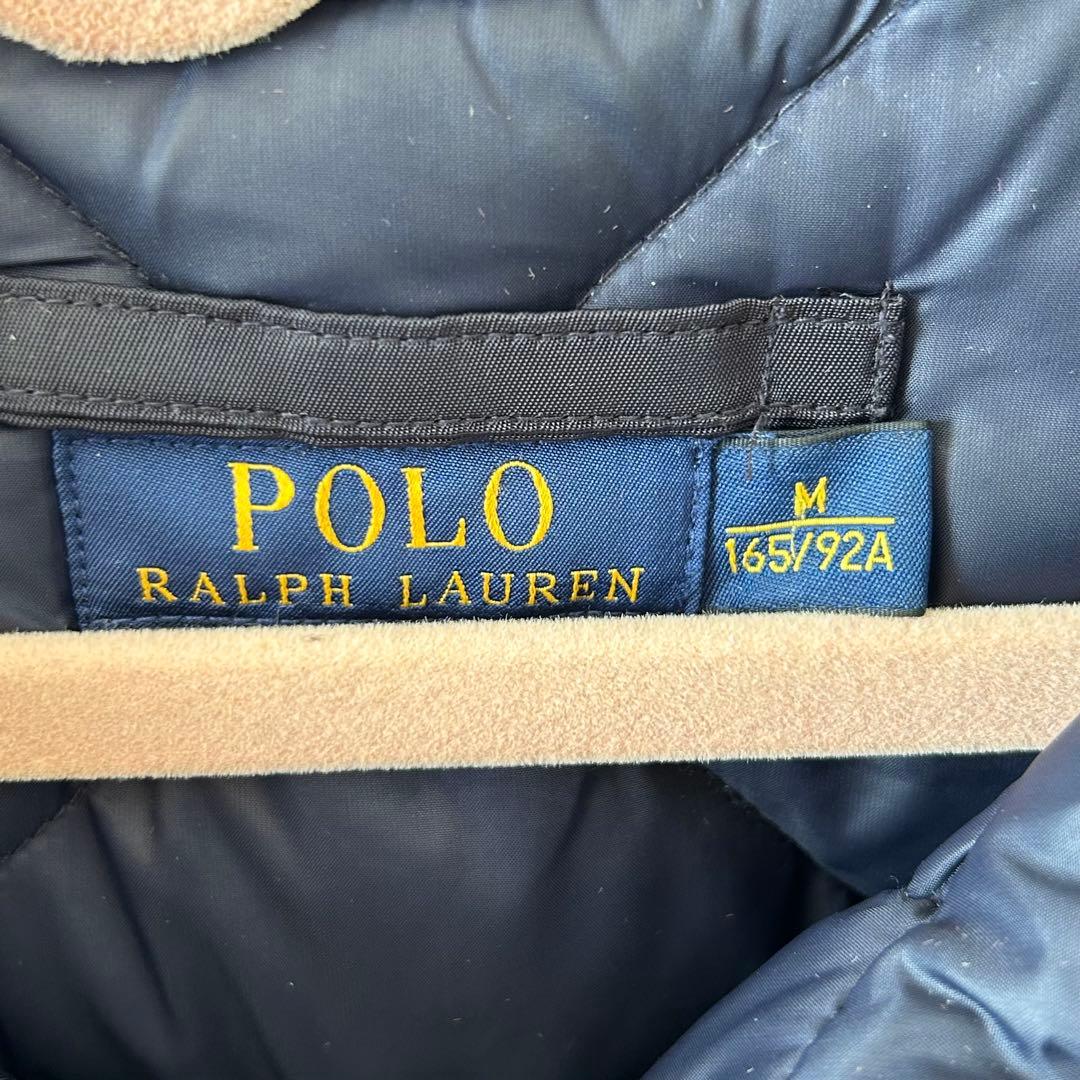 POLO
RALPH LAUREN
M
165/92A